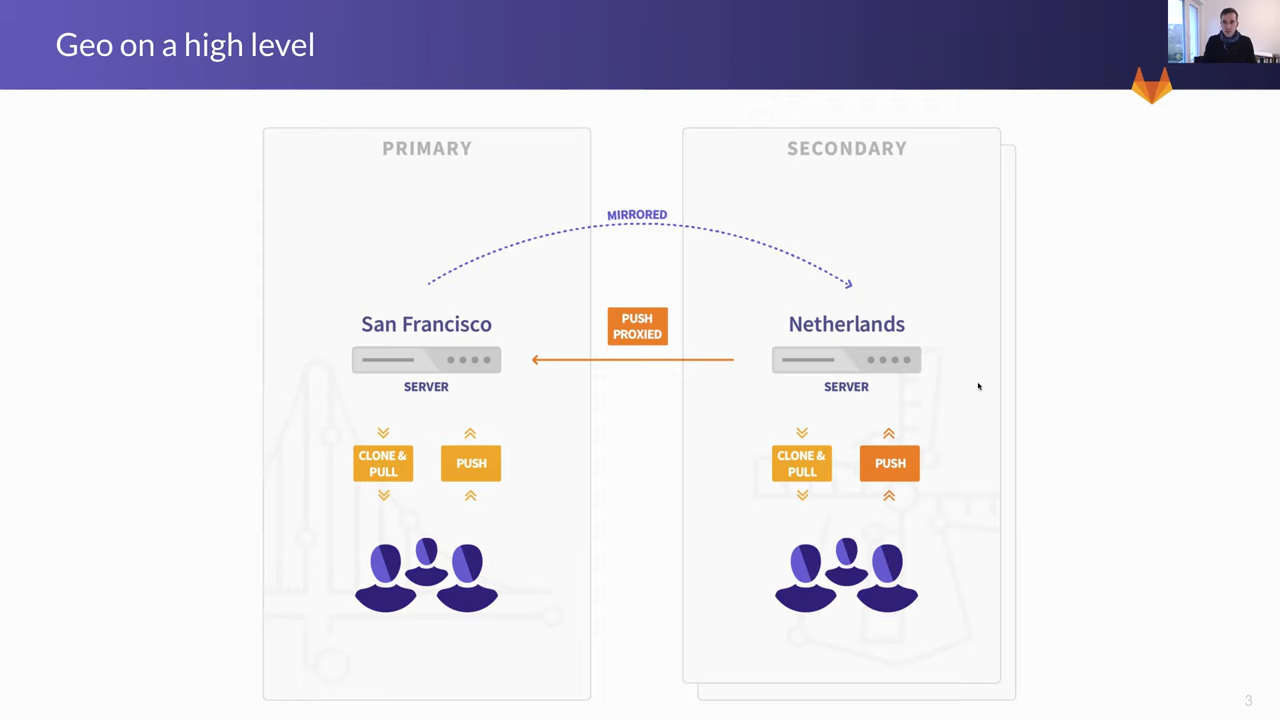 Geo on a high level
PRIMARY
SECONDARY
MIRRORED
San Francisco
PUSH
PROXIED
Netherlands
SERVER
SERVER
CLONE &
PULL
PUSH
CLONE &
PULL
PUSH
3